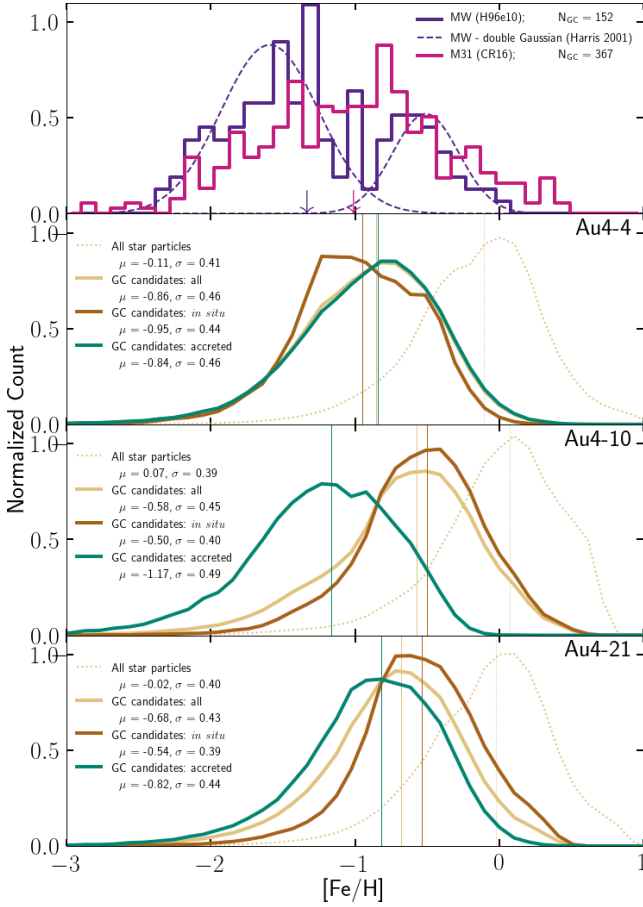 1.0
0.5
0.0
MW (H96e10); N_GC = 152
MW - double Gaussian (Harris 2001)
M31 (CR16); N_GC = 367
Au4-4
1.0
0.5
0.0
All star particles
μ = -0.11, σ = 0.41
GC candidates: all
μ = -0.86, σ = 0.46
GC candidates: in situ
μ = -0.95, σ = 0.44
GC candidates: accreted
μ = -0.84, σ = 0.46
Au4-10
1.0
0.5
0.0
All star particles
μ = 0.07, σ = 0.39
GC candidates: all
μ = -0.58, σ = 0.45
GC candidates: in situ
μ = -0.50, σ = 0.40
GC candidates: accreted
μ = -1.17, σ = 0.49
Au4-21
1.0
0.5
0.0
All star particles
μ = -0.02, σ = 0.40
GC candidates: all
μ = -0.68, σ = 0.43
GC candidates: in situ
μ = -0.54, σ = 0.39
GC candidates: accreted
μ = -0.82, σ = 0.44
Normalized Count
−3 −2 −1 0 1
[Fe/H]